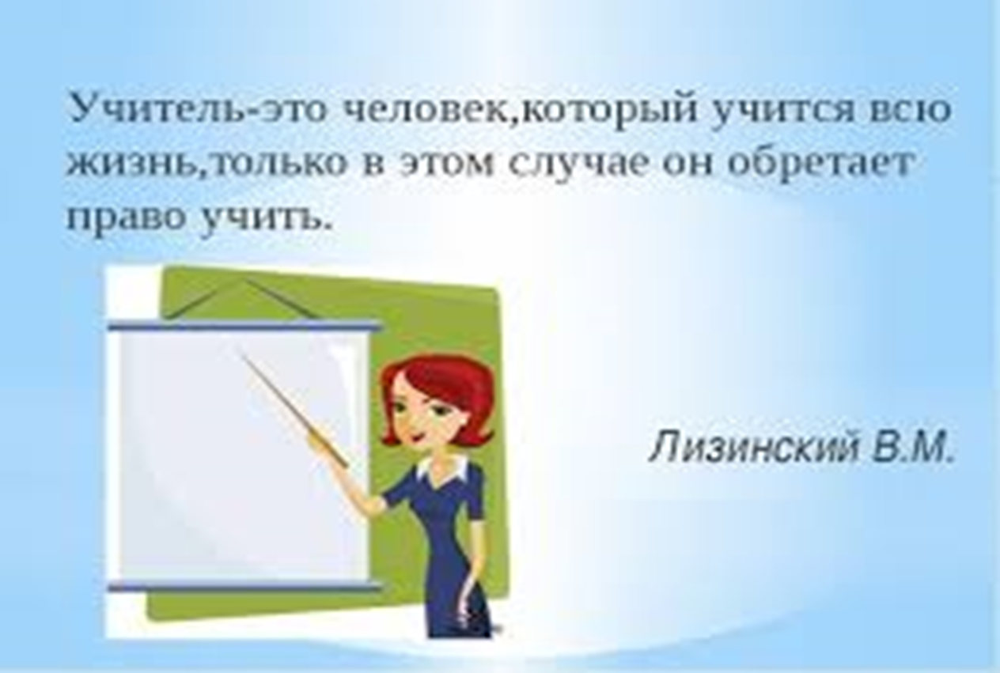 Учитель-это человек,который учится всю
жизнь,только в этом случае он обретает
право учить.
Лизинский В.М.